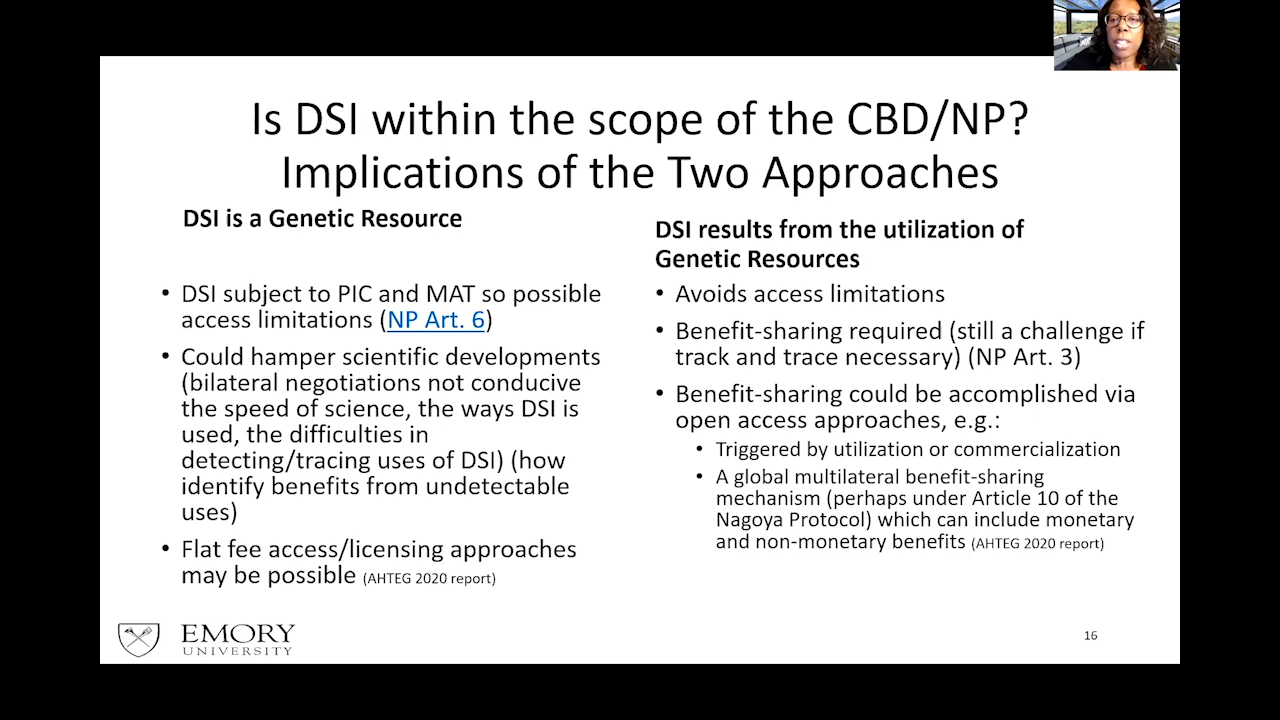 Is DSI within the scope of the CBD/NP?
Implications of the Two Approaches
DSI is a Genetic Resource
• DSI subject to PIC and MAT so possible
access limitations (NP Art. 6)
• Could hamper scientific developments
(bilateral negotiations not conducive
the speed of science, the ways DSI is
used, the difficulties in
detecting/tracing uses of DSI) (how
identify benefits from undetectable
uses)
• Flat fee access/licensing approaches
may be possible (AHTEG 2020 report)
DSI results from the utilization of
Genetic Resources
• Avoids access limitations
• Benefit-sharing required (still a challenge if
track and trace necessary) (NP Art. 3)
• Benefit-sharing could be accomplished via
open access approaches, e.g.:
• Triggered by utilization or commercialization
• A global multilateral benefit-sharing
mechanism (perhaps under Article 10 of the
Nagoya Protocol) which can include monetary
and non-monetary benefits (AHTEG 2020 report)
EMORY
UNIVERSITY
16